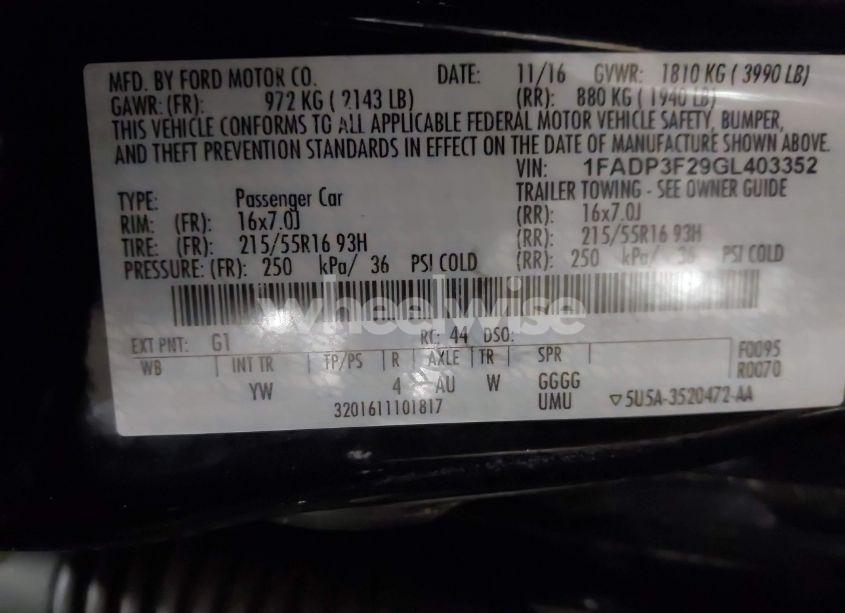 MFD. BY FORD MOTOR CO. DATE: 11/16 GVWR: 1810 KG ( 3990 LB)
GAWR: (FR): 972 KG ( 2143 LB) (RR): 880 KG ( 1940 LB)
THIS VEHICLE CONFORMS TO ALL APPLICABLE FEDERAL MOTOR VEHICLE SAFETY, BUMPER,
AND THEFT PREVENTION STANDARDS IN EFFECT ON THE DATE OF MANUFACTURE SHOWN ABOVE.
VIN: 1FADP3F29GL403352
TYPE: Passenger Car TRAILER TOWING - SEE OWNER GUIDE
RIM: (FR): 16x7.0J (RR): 16x7.0J
TIRE: (FR): 215/55R16 93H (RR): 215/55R16 93H
PRESSURE: (FR): 250 kPa/ 36 PSI COLD (RR): 250 kPa/ 36 PSI COLD
wheelwise
EXT PNT: G1 RC: 44 DSO:
WB INT TR TP/PS R AXLE TR SPR F0095
R0070
YW 4 AU W GGGG
3201611101817 UMU 5U5A-3520472-AA